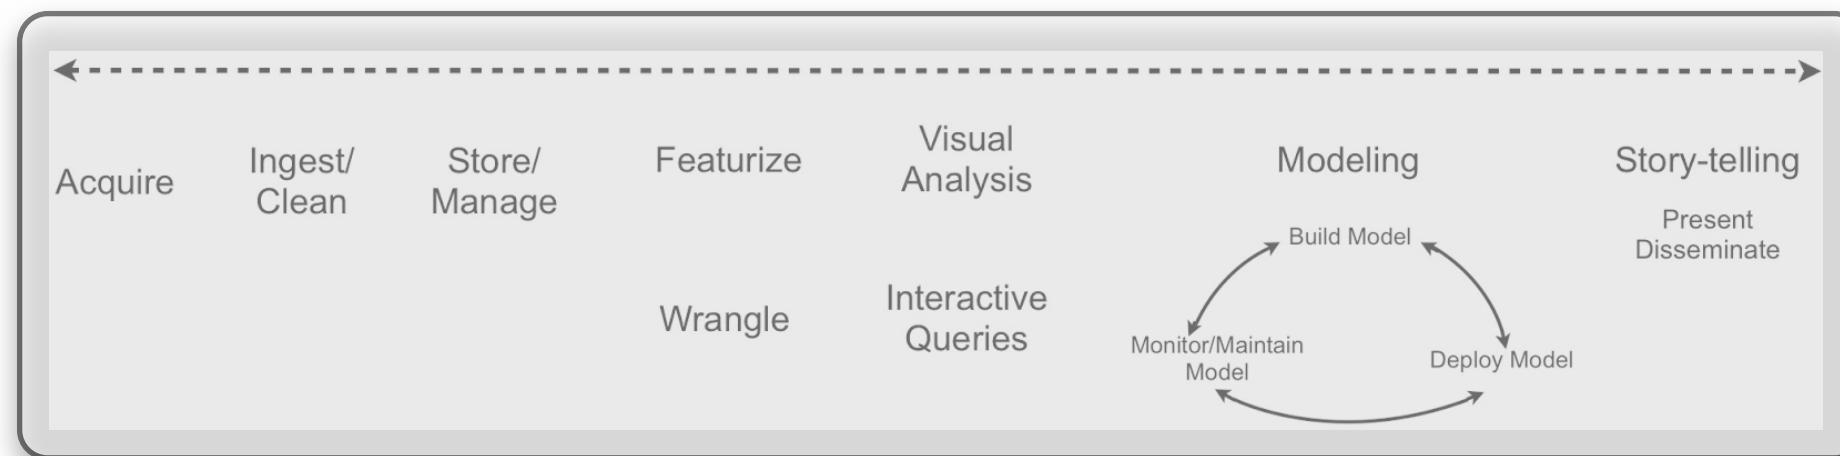 Acquire
Ingest/
Clean
Store/
Manage
Featurize
Wrangle
Visual
Analysis
Interactive
Queries
Modeling
Build Model
Monitor/Maintain
Model
Deploy Model
Story-telling
Present
Disseminate